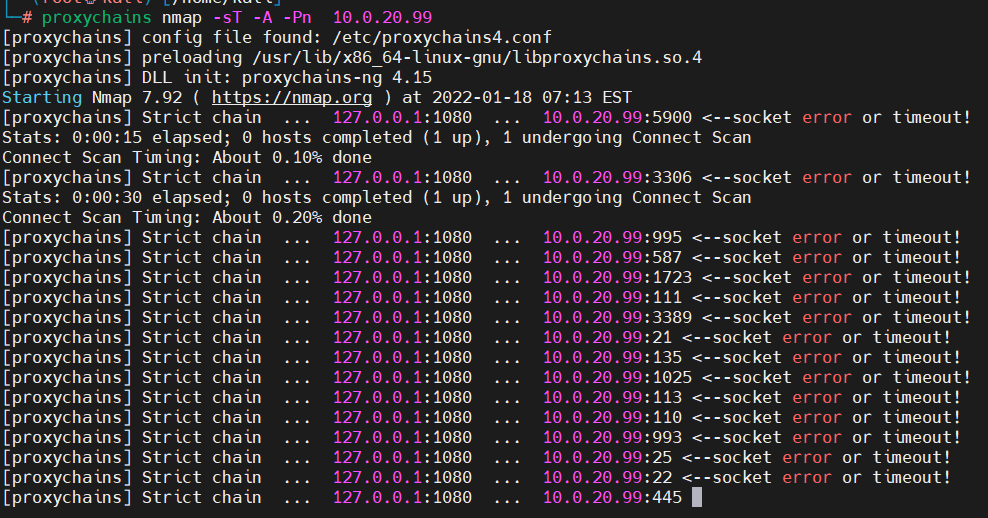 (root㉿kali)-[/home/kali]
└─# proxychains nmap -sT -A -Pn  10.0.20.99
[proxychains] config file found: /etc/proxychains4.conf
[proxychains] preloading /usr/lib/x86_64-linux-gnu/libproxychains.so.4
[proxychains] DLL init: proxychains-ng 4.15
Starting Nmap 7.92 ( https://nmap.org ) at 2022-01-18 07:13 EST
[proxychains] Strict chain  ...  127.0.0.1:1080  ...  10.0.20.99:5900 <--socket error or timeout!
Stats: 0:00:15 elapsed; 0 hosts completed (1 up), 1 undergoing Connect Scan
Connect Scan Timing: About 0.10% done
[proxychains] Strict chain  ...  127.0.0.1:1080  ...  10.0.20.99:3306 <--socket error or timeout!
Stats: 0:00:30 elapsed; 0 hosts completed (1 up), 1 undergoing Connect Scan
Connect Scan Timing: About 0.20% done
[proxychains] Strict chain  ...  127.0.0.1:1080  ...  10.0.20.99:995 <--socket error or timeout!
[proxychains] Strict chain  ...  127.0.0.1:1080  ...  10.0.20.99:587 <--socket error or timeout!
[proxychains] Strict chain  ...  127.0.0.1:1080  ...  10.0.20.99:1723 <--socket error or timeout!
[proxychains] Strict chain  ...  127.0.0.1:1080  ...  10.0.20.99:111 <--socket error or timeout!
[proxychains] Strict chain  ...  127.0.0.1:1080  ...  10.0.20.99:3389 <--socket error or timeout!
[proxychains] Strict chain  ...  127.0.0.1:1080  ...  10.0.20.99:21 <--socket error or timeout!
[proxychains] Strict chain  ...  127.0.0.1:1080  ...  10.0.20.99:135 <--socket error or timeout!
[proxychains] Strict chain  ...  127.0.0.1:1080  ...  10.0.20.99:1025 <--socket error or timeout!
[proxychains] Strict chain  ...  127.0.0.1:1080  ...  10.0.20.99:113 <--socket error or timeout!
[proxychains] Strict chain  ...  127.0.0.1:1080  ...  10.0.20.99:110 <--socket error or timeout!
[proxychains] Strict chain  ...  127.0.0.1:1080  ...  10.0.20.99:993 <--socket error or timeout!
[proxychains] Strict chain  ...  127.0.0.1:1080  ...  10.0.20.99:25 <--socket error or timeout!
[proxychains] Strict chain  ...  127.0.0.1:1080  ...  10.0.20.99:22 <--socket error or timeout!
[proxychains] Strict chain  ...  127.0.0.1:1080  ...  10.0.20.99:445